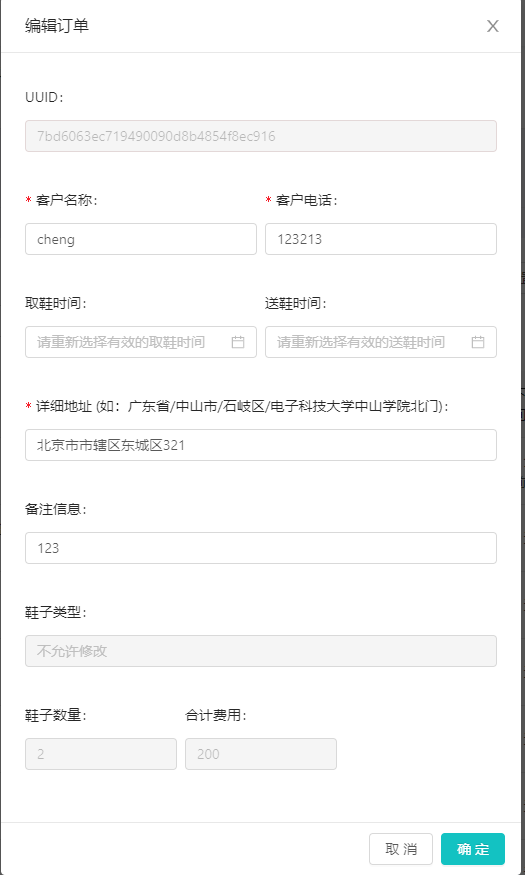 编辑订单
UUID:
7bd6063ec719490090d8b4854f8ec916
* 客户名称: * 客户电话:
cheng 123213
取鞋时间: 送鞋时间:
请重新选择有效的取鞋时间 请重新选择有效的送鞋时间
* 详细地址 (如：广东省/中山市/石岐区/电子科技大学中山学院北门):
北京市市辖区东城区321
备注信息:
123
鞋子类型:
不允许修改
鞋子数量: 合计费用:
2 200
取 消 确 定